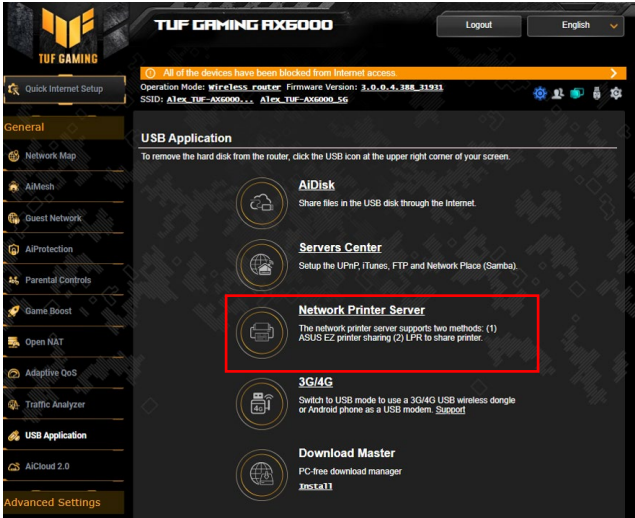 TUF GAMING AX6000
Logout
English
TUF GAMING
All of the devices have been blocked from Internet access.
Quick Internet Setup
Operation Mode: Wireless router Firmware Version: 3.0.0.4.388_31931
SSID: Alex_TUF-AX6000... Alex_TUF-AX6000_5G
General
Network Map
AiMesh
Guest Network
AiProtection
Parental Controls
Game Boost
Open NAT
Adaptive QoS
Traffic Analyzer
USB Application
AiCloud 2.0
Advanced Settings
USB Application
To remove the hard disk from the router, click the USB icon at the upper right corner of your screen.
AiDisk
Share files in the USB disk through the Internet.
Servers Center
Setup the UPnP, iTunes, FTP and Network Place (Samba).
Network Printer Server
The network printer server supports two methods: (1)
ASUS EZ printer sharing (2) LPR to share printer.
3G/4G
4G
Switch to USB mode to use a 3G/4G USB wireless dongle
or Android phone as a USB modem. Support
Download Master
PC-free download manager
Install